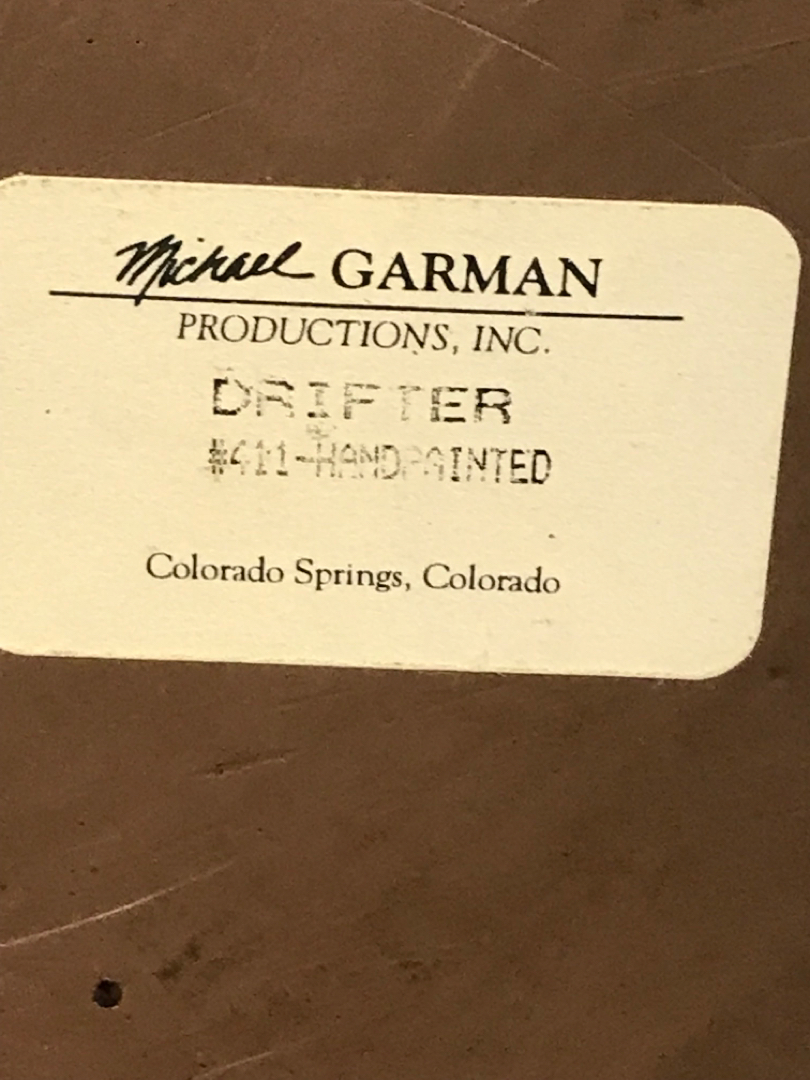 Michael GARMAN
PRODUCTIONS, INC.
DRIFTER
#411-HANDPAINTED
Colorado Springs, Colorado